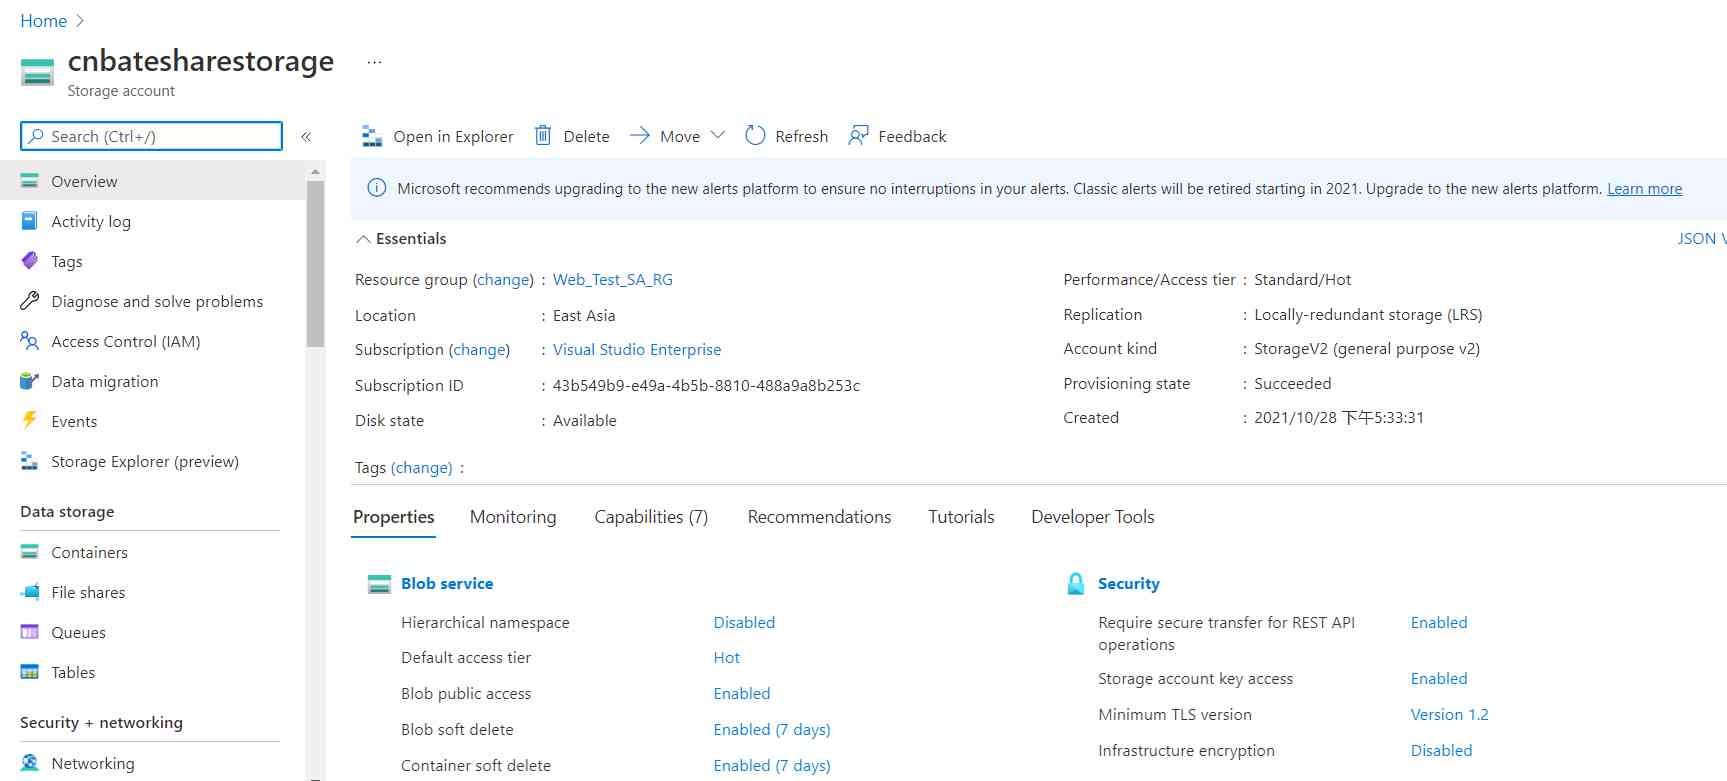 Home
cnbatesharestorage ...
Storage account
Search (Ctrl+/) «
Overview
Activity log
Tags
Diagnose and solve problems
Access Control (IAM)
Data migration
Events
Storage Explorer (preview)
Data storage
Containers
File shares
Queues
Tables
Security + networking
Networking
Open in Explorer Delete Move Refresh Feedback
Microsoft recommends upgrading to the new alerts platform to ensure no interruptions in your alerts. Classic alerts will be retired starting in 2021. Upgrade to the new alerts platform. Learn more
Essentials JSON V
Resource group (change) : Web_Test_SA_RG
Location : East Asia
Subscription (change) : Visual Studio Enterprise
Subscription ID : 43b549b9-e49a-4b5b-8810-488a9a8b253c
Disk state : Available
Performance/Access tier : Standard/Hot
Replication : Locally-redundant storage (LRS)
Account kind : StorageV2 (general purpose v2)
Provisioning state : Succeeded
Created : 2021/10/28 下午5:33:31
Tags (change) :
Properties Monitoring Capabilities (7) Recommendations Tutorials Developer Tools
Blob service
Hierarchical namespace Disabled
Default access tier Hot
Blob public access Enabled
Blob soft delete Enabled (7 days)
Container soft delete Enabled (7 days)
Security
Require secure transfer for REST API Enabled
operations
Storage account key access Enabled
Minimum TLS version Version 1.2
Infrastructure encryption Disabled